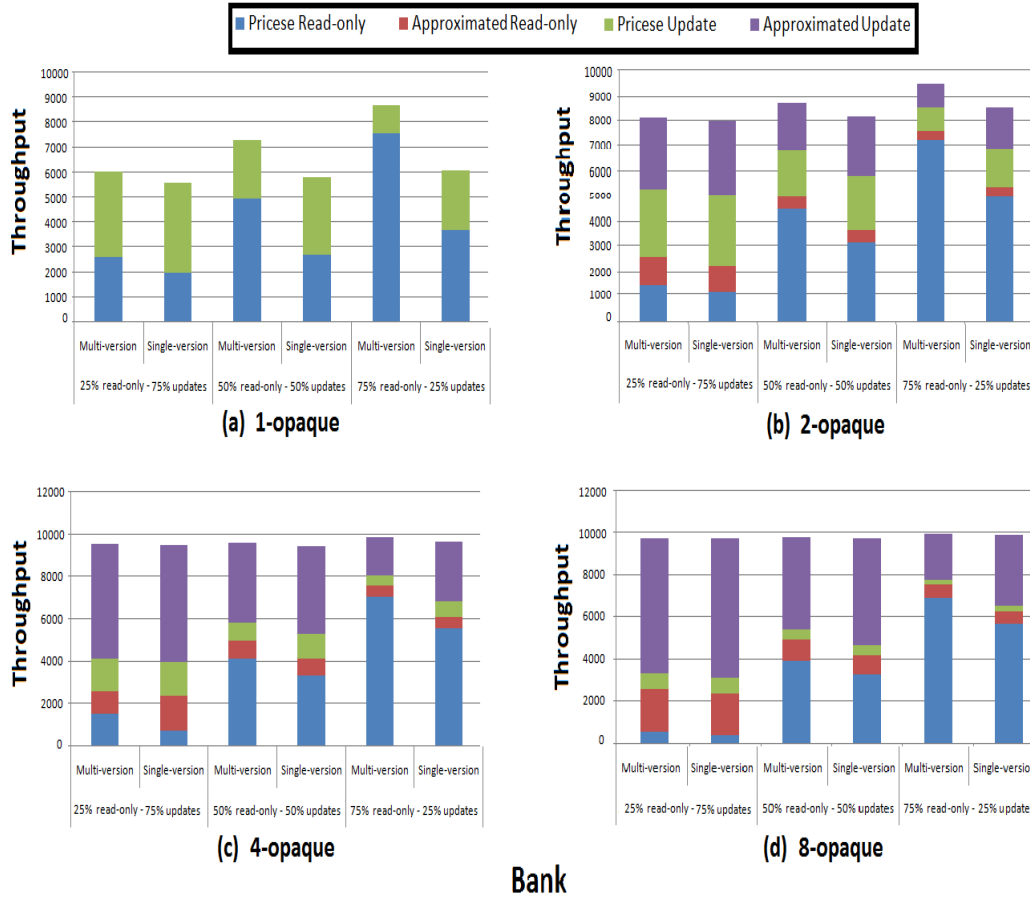 Pricese Read-only Approximated Read-only Pricese Update Approximated Update
Throughput
10000
9000
8000
7000
6000
5000
4000
3000
2000
1000
0
Multi-version Single-version Multi-version Single-version Multi-version Single-version
25% read-only - 75% updates 50% read-only - 50% updates 75% read-only - 25% updates
(a) 1-opaque
Throughput
10000
9000
8000
7000
6000
5000
4000
3000
2000
1000
0
Multi-version Single-version Multi-version Single-version Multi-version Single-version
25% read-only - 75% updates 50% read-only - 50% updates 75% read-only - 25% updates
(b) 2-opaque
Throughput
12000
10000
8000
6000
4000
2000
0
Multi-version Single-version Multi-version Single-version Multi-version Single-version
25% read-only - 75% updates 50% read-only - 50% updates 75% read-only - 25% updates
(c) 4-opaque
Throughput
12000
10000
8000
6000
4000
2000
0
Multi-version Single-version Multi-version Single-version Multi-version Single-version
25% read-only - 75% updates 50% read-only - 50% updates 75% read-only - 25% updates
(d) 8-opaque
Bank